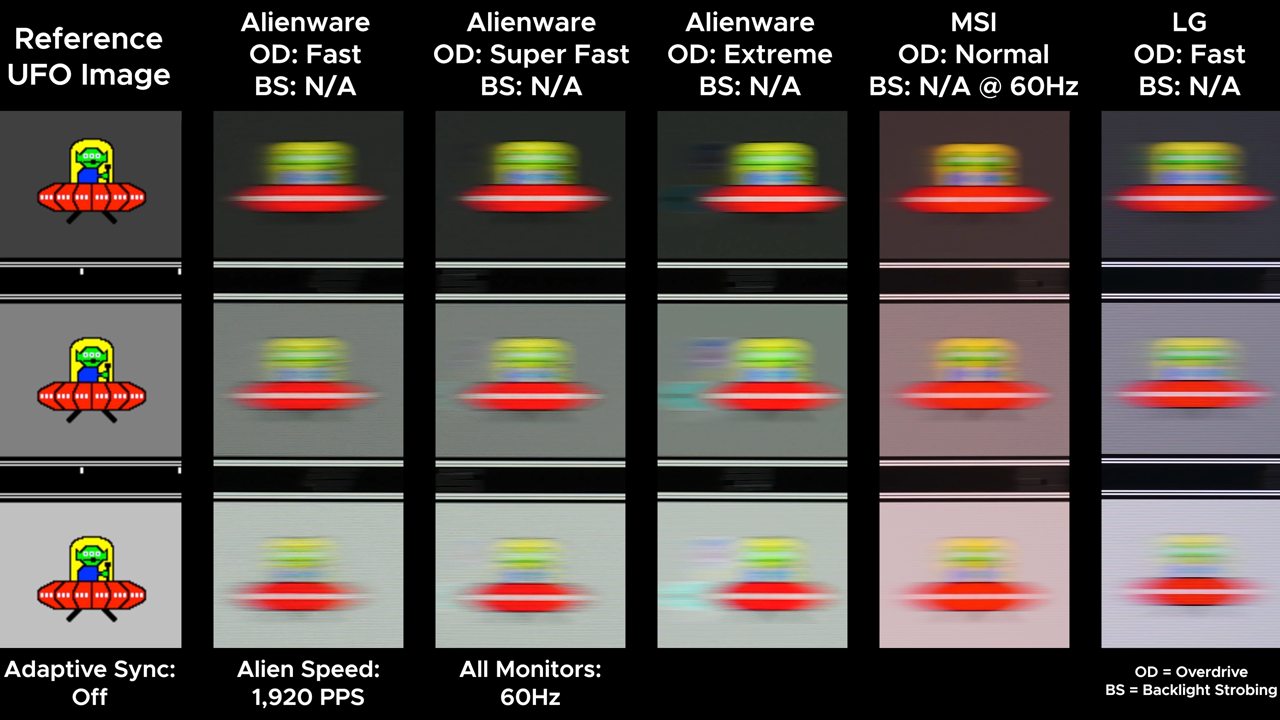 Reference
UFO Image
Alienware
OD: Fast
BS: N/A
Alienware
OD: Super Fast
BS: N/A
Alienware
OD: Extreme
BS: N/A
MSI
OD: Normal
BS: N/A @ 60Hz
LG
OD: Fast
BS: N/A
Adaptive Sync:
Off
Alien Speed:
1,920 PPS
All Monitors:
60Hz
OD = Overdrive
BS = Backlight Strobing